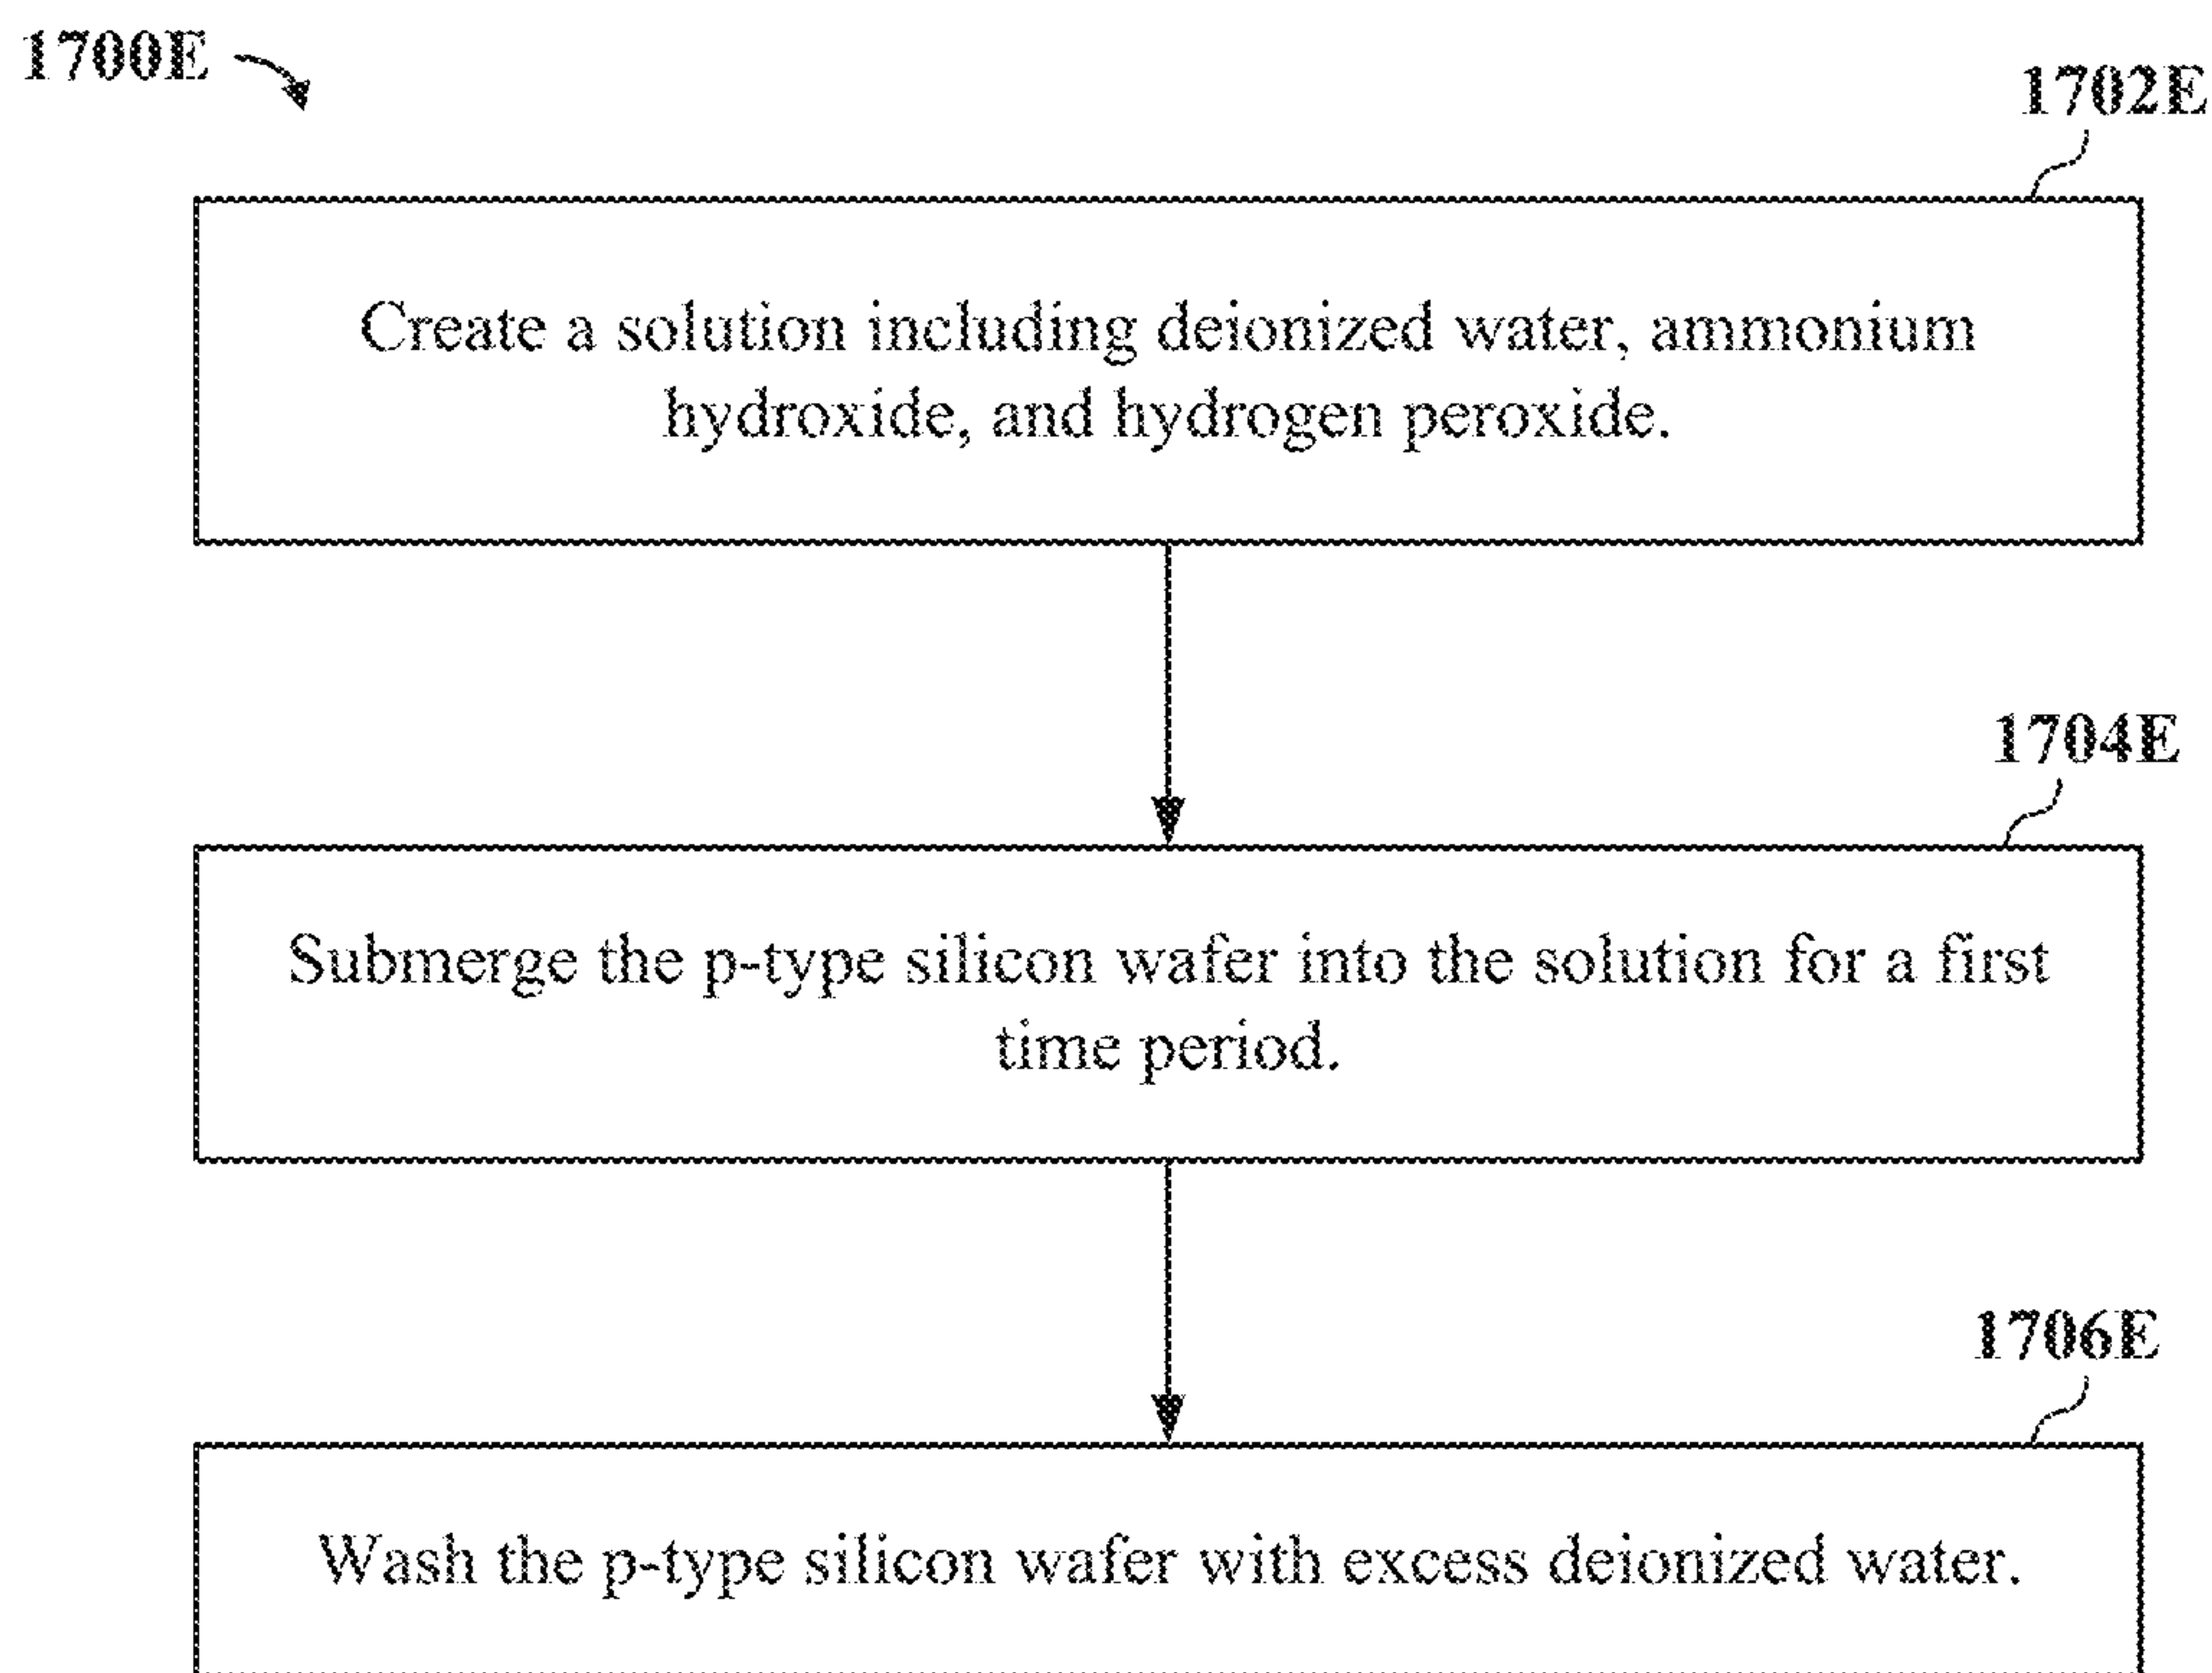 1700E
1702E
Create a solution including deionized water, ammonium
hydroxide, and hydrogen peroxide.
1704E
Submerge the p-type silicon wafer into the solution for a first
time period.
1706E
Wash the p-type silicon wafer with excess deionized water.